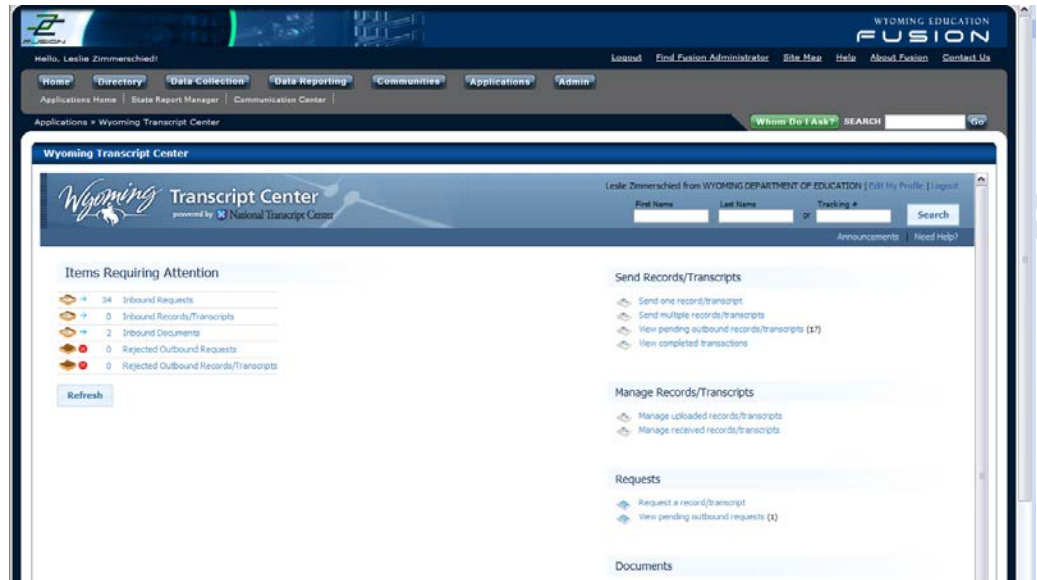 WYOMING EDUCATION
FUSION
FUSION
Hello, Leslie Zimmerschied!
Logout Find Fusion Administrator Site Map Help About Fusion Contact Us
Home Directory Data Collection Data Reporting Communities Applications Admin
Applications Home | State Report Manager | Communication Center |
Applications » Wyoming Transcript Center
Whom Do I Ask? SEARCH Go
Wyoming Transcript Center
Leslie Zimmerschied from WYOMING DEPARTMENT OF EDUCATION | Edit My Profile | Logout
Wyoming Transcript Center
powered by National Transcript Center
First Name Last Name Tracking #
or Search
Announcements | Need Help?
Items Requiring Attention
34 Inbound Requests
0 Inbound Records/Transcripts
2 Inbound Documents
0 Rejected Outbound Requests
0 Rejected Outbound Records/Transcripts
Refresh
Send Records/Transcripts
Send one record/transcript
Send multiple records/transcripts
View pending outbound records/transcripts (17)
View completed transactions
Manage Records/Transcripts
Manage uploaded records/transcripts
Manage received records/transcripts
Requests
Request a record/transcript
View pending outbound requests (1)
Documents